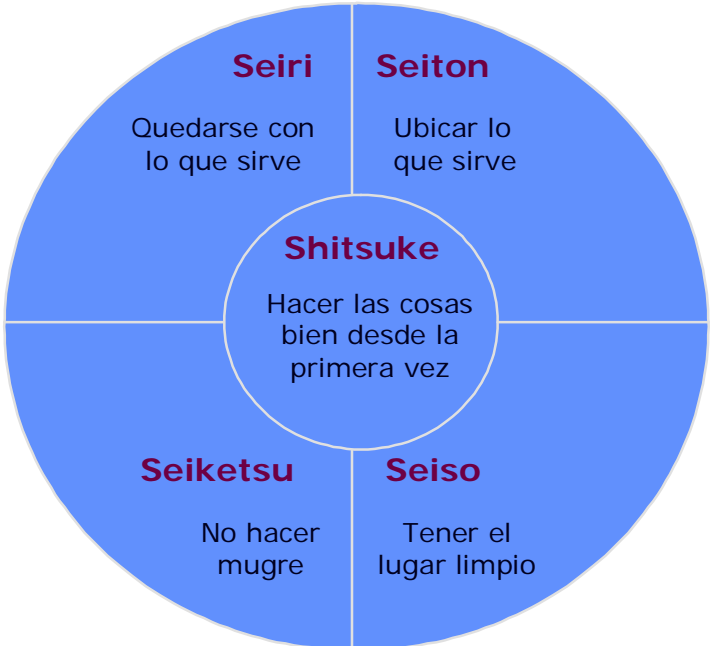 Seiri
Quedarse con
lo que sirve
Seiton
Ubicar lo
que sirve
Shitsuke
Hacer las cosas
bien desde la
primera vez
Seiketsu
No hacer
mugre
Seiso
Tener el
lugar limpio